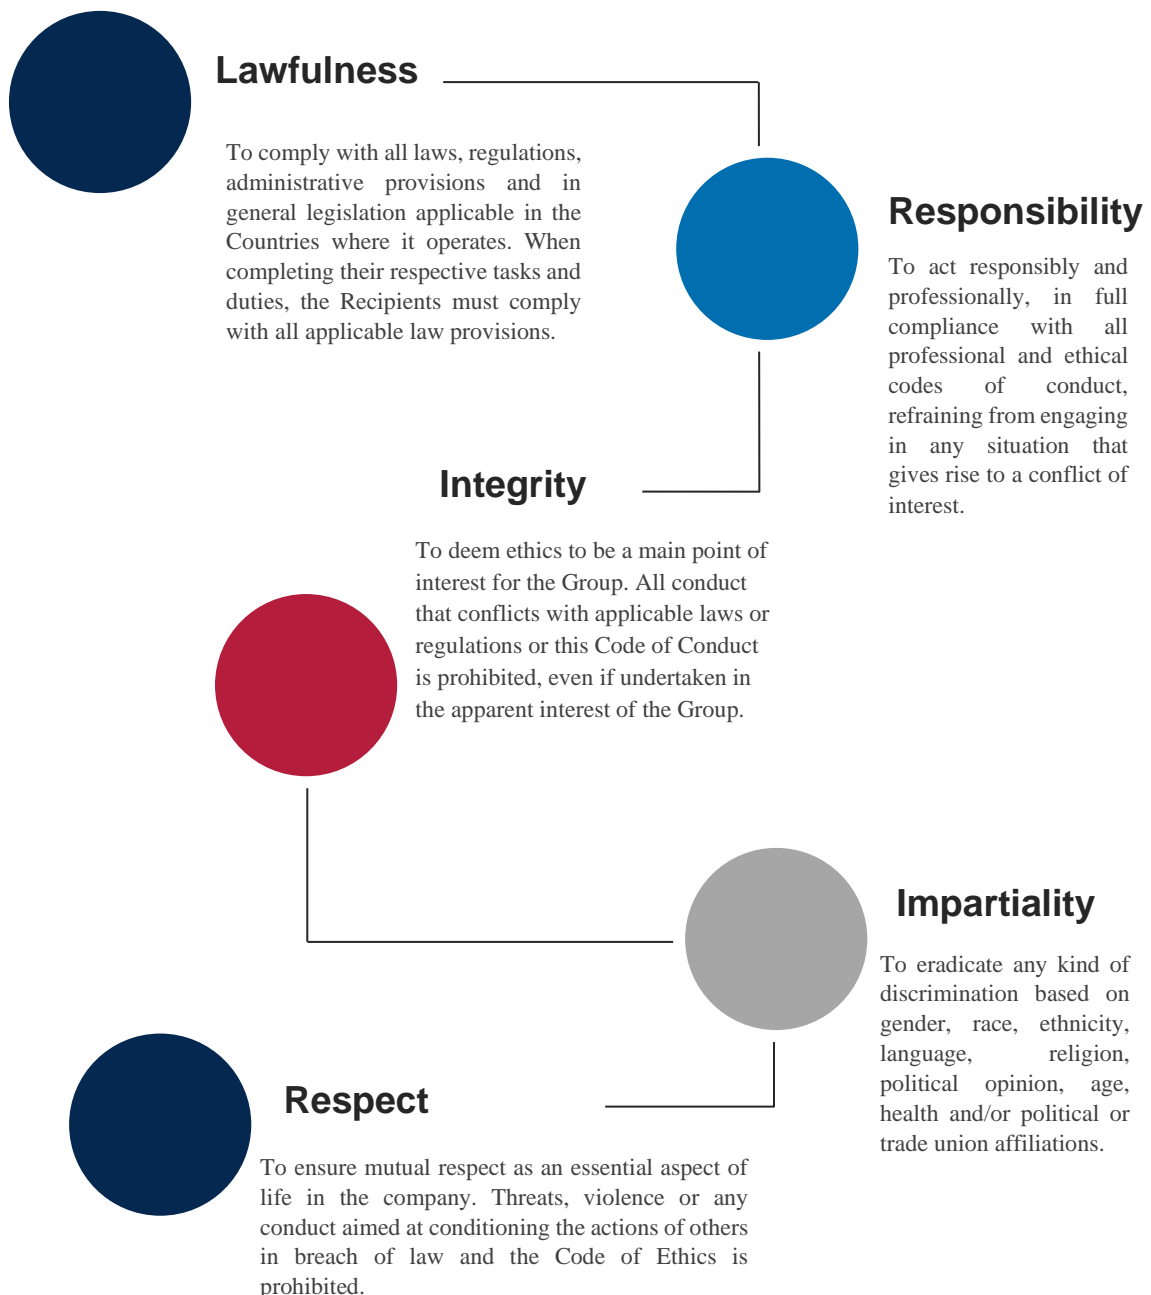 Lawfulness
To comply with all laws, regulations,
administrative provisions and in
general legislation applicable in the
Countries where it operates. When
completing their respective tasks and
duties, the Recipients must comply
with all applicable law provisions.
Responsibility
To act responsibly and
professionally, in full
compliance with all
professional and ethical
codes of conduct,
refraining from engaging
in any situation that
gives rise to a conflict of
interest.
Integrity
To deem ethics to be a main point of
interest for the Group. All conduct
that conflicts with applicable laws or
regulations or this Code of Conduct
is prohibited, even if undertaken in
the apparent interest of the Group.
Impartiality
To eradicate any kind of
discrimination based on
gender, race, ethnicity,
language, religion,
political opinion, age,
health and/or political or
trade union affiliations.
Respect
To ensure mutual respect as an essential aspect of
life in the company. Threats, violence or any
conduct aimed at conditioning the actions of others
in breach of law and the Code of Ethics is
prohibited.